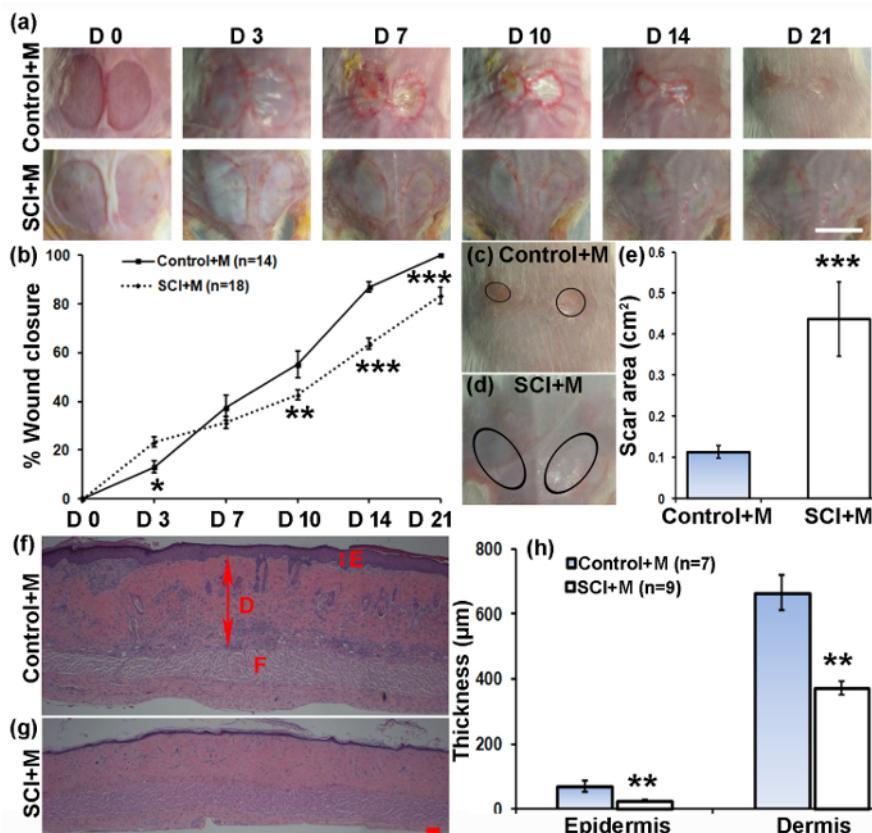 (a)
D 0 D 3 D 7 D 10 D 14 D 21
Control+M
SCI+M
(b)
% Wound closure
100
80
60
40
20
0
Control+M (n=14)
SCI+M (n=18)
*
**
***
***
D 0 D 3 D 7 D 10 D 14 D 21
(c) Control+M
(d) SCI+M
(e)
Scar area (cm²)
0.6
0.5
0.4
0.3
0.2
0.1
0
***
Control+M SCI+M
(f)
Control+M
E
D
F
(g)
SCI+M
(h)
Thickness (µm)
800
600
400
200
0
Control+M (n=7)
SCI+M (n=9)
**
**
Epidermis Dermis